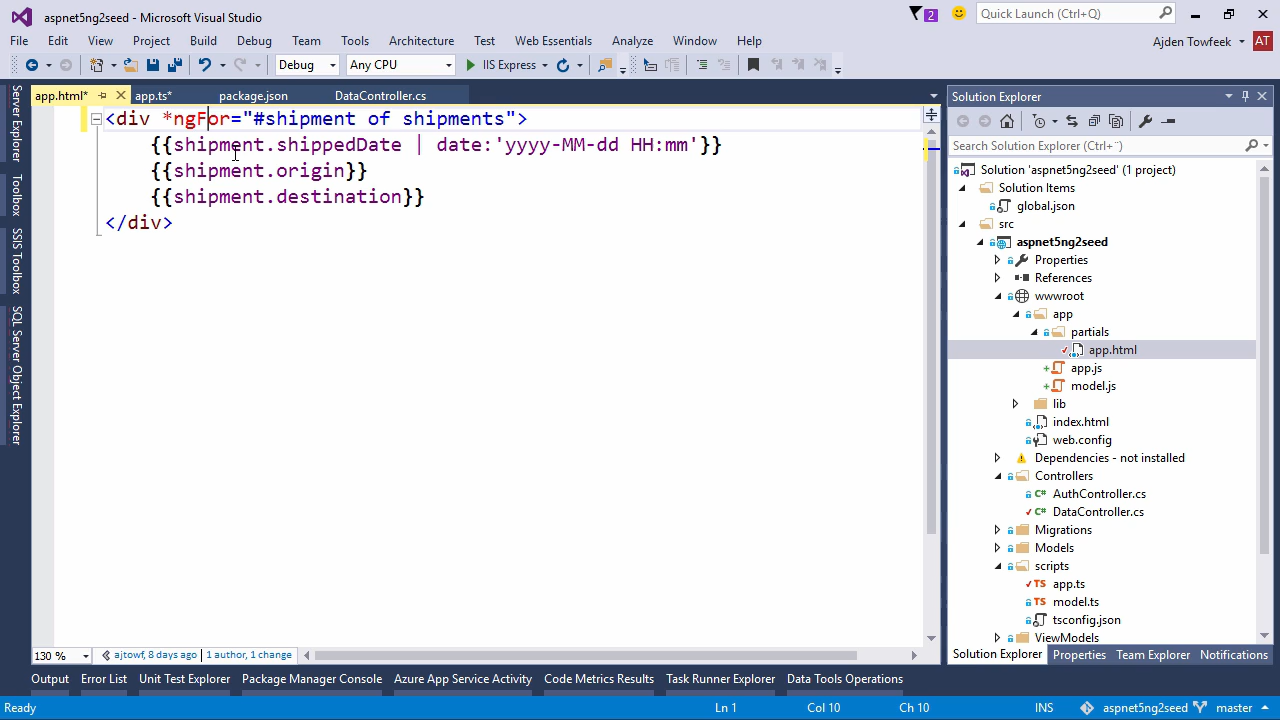 aspnet5ng2seed - Microsoft Visual Studio
2
Quick Launch (Ctrl+Q)
File Edit View Project Build Debug Team Tools Architecture Test Web Essentials Analyze Window Help
Ajden Towfeek
AT
Debug Any CPU IIS Express
app.html* app.ts* package.json DataController.cs
<div *ngFor="#shipment of shipments">
{{shipment.shippedDate | date:'yyyy-MM-dd HH:mm'}}
{{shipment.origin}}
{{shipment.destination}}
</div>
Server Explorer
Toolbox
SSIS Toolbox
SQL Server Object Explorer
Solution Explorer
Search Solution Explorer (Ctrl+¨)
Solution 'aspnet5ng2seed' (1 project)
Solution Items
global.json
src
aspnet5ng2seed
Properties
References
wwwroot
app
partials
app.html
app.js
model.js
lib
index.html
web.config
Dependencies - not installed
Controllers
AuthController.cs
DataController.cs
Migrations
Models
scripts
app.ts
model.ts
tsconfig.json
ViewModels
130 % ajtowf, 8 days ago | 1 author, 1 change
Solution Explorer Properties Team Explorer Notifications
Output Error List Unit Test Explorer Package Manager Console Azure App Service Activity Code Metrics Results Task Runner Explorer Data Tools Operations
Ready Ln 1 Col 10 Ch 10 INS aspnet5ng2seed master